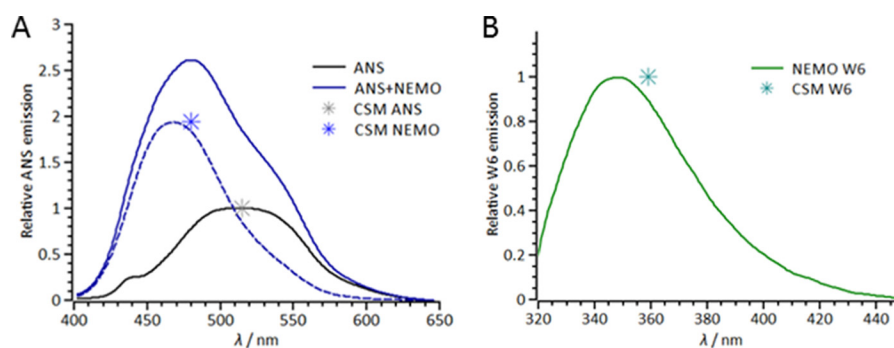 A
Relative ANS emission
3
2.5
2
1.5
1
0.5
0
400 450 500 550 600 650
λ / nm
ANS
ANS+NEMO
CSM ANS
CSM NEMO
B
Relative W6 emission
1
0.8
0.6
0.4
0.2
0
320 340 360 380 400 420 440
λ / nm
NEMO W6
CSM W6